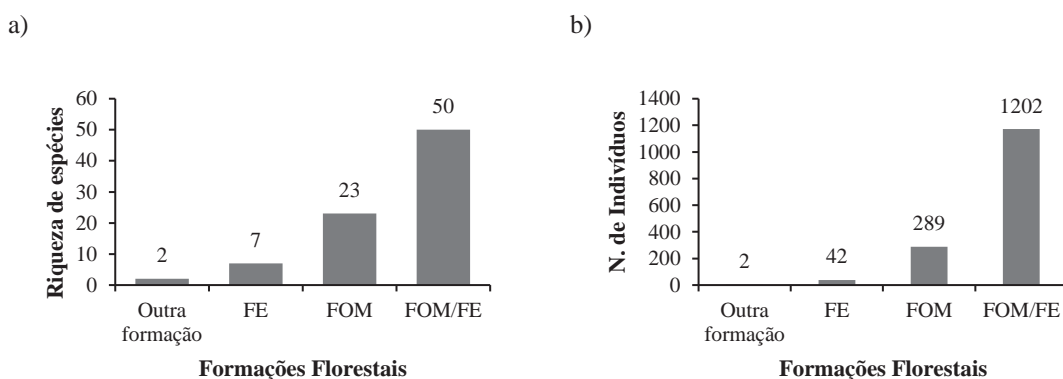 a)
Riqueza de espécies
60
50
40
30
20
10
0
2
7
23
50
Outra formação
FE
FOM
FOM/FE
Formações Florestais
b)
N. de Indivíduos
1400
1200
1000
800
600
400
200
0
2
42
289
1202
Outra formação
FE
FOM
FOM/FE
Formações Florestais